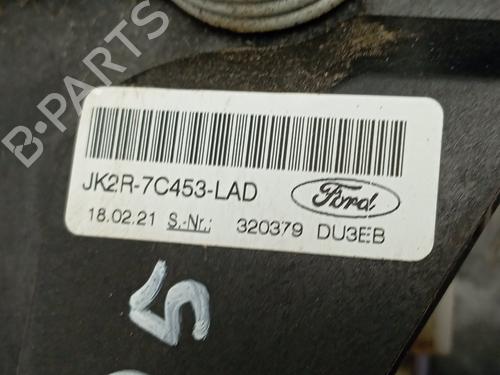 B-PARTS
JK2R-7C453-LAD
Ford
18.02.21 S.-Nr.: 320379 DU3EB
5